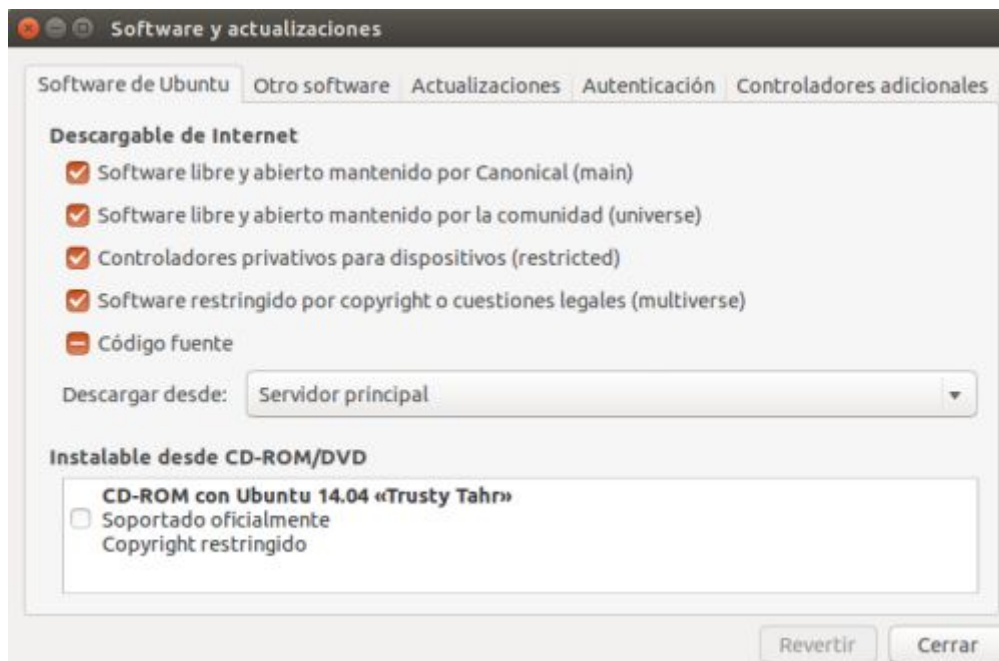 Software y actualizaciones
Software de Ubuntu Otro software Actualizaciones Autenticación Controladores adicionales
Descargable de Internet
Software libre y abierto mantenido por Canonical (main)
Software libre y abierto mantenido por la comunidad (universe)
Controladores privativos para dispositivos (restricted)
Software restringido por copyright o cuestiones legales (multiverse)
Código fuente
Descargar desde: Servidor principal
Instalable desde CD-ROM/DVD
CD-ROM con Ubuntu 14.04 «Trusty Tahr»
Soportado oficialmente
Copyright restringido
Revertir Cerrar